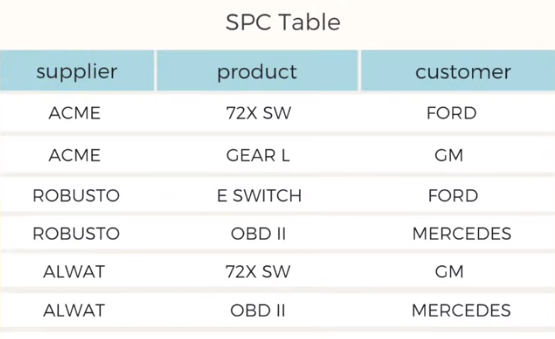 SPC Table
supplier product customer
ACME 72X SW FORD
ACME GEAR L GM
ROBUSTO E SWITCH FORD
ROBUSTO OBD II MERCEDES
ALWAT 72X SW GM
ALWAT OBD II MERCEDES